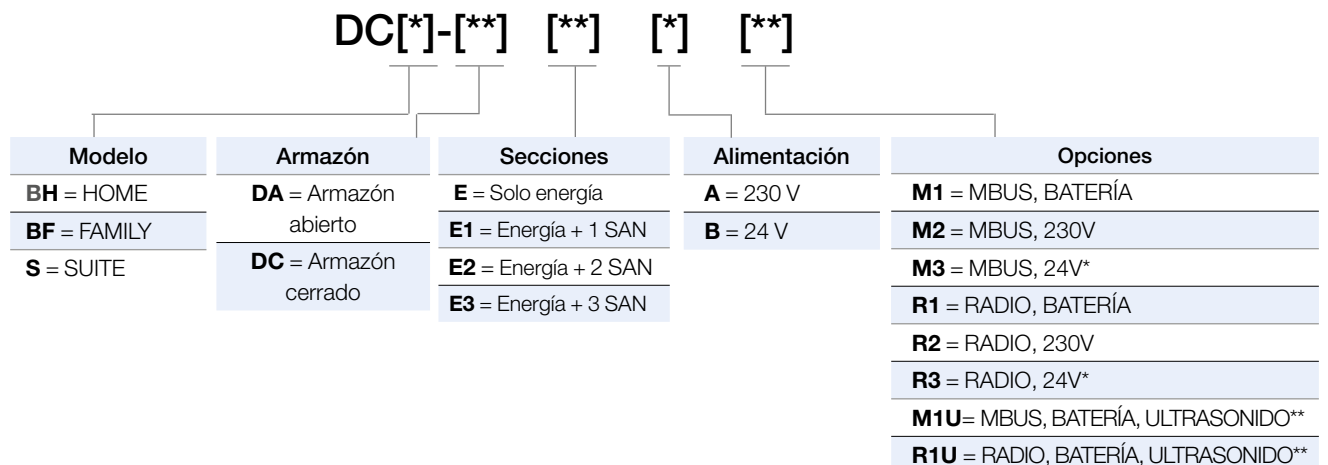 DC[*]-[**] [**] [*] [**]
Modelo
BH = HOME
BF = FAMILY
S = SUITE
Armazón
DA = Armazón
abierto
DC = Armazón
cerrado
Secciones
E = Solo energía
E1 = Energía + 1 SAN
E2 = Energía + 2 SAN
E3 = Energía + 3 SAN
Alimentación
A = 230 V
B = 24 V
Opciones
M1 = MBUS, BATERÍA
M2 = MBUS, 230V
M3 = MBUS, 24V*
R1 = RADIO, BATERÍA
R2 = RADIO, 230V
R3 = RADIO, 24V*
M1U= MBUS, BATERÍA, ULTRASONIDO**
R1U = RADIO, BATERÍA, ULTRASONIDO**